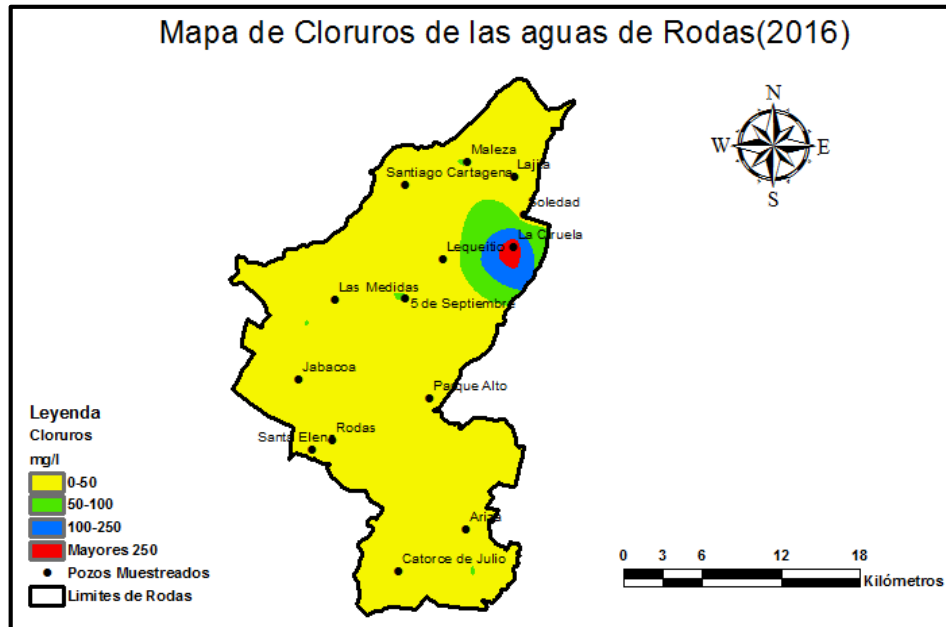 Mapa de Cloruros de las aguas de Rodas(2016)
N
W
E
S
Maleza
Lajita
Santiago Cartagena
Soledad
La Ciruela
Lequeitio
Las Medidas
5 de Septiembre
Jabacoa
Parque Alto
Rodas
Santa Elena
Ariza
Catorce de Julio
Leyenda
Cloruros
mg/l
0-50
50-100
100-250
Mayores 250
Pozos Muestreados
Limites de Rodas
0 3 6 12 18
Kilómetros